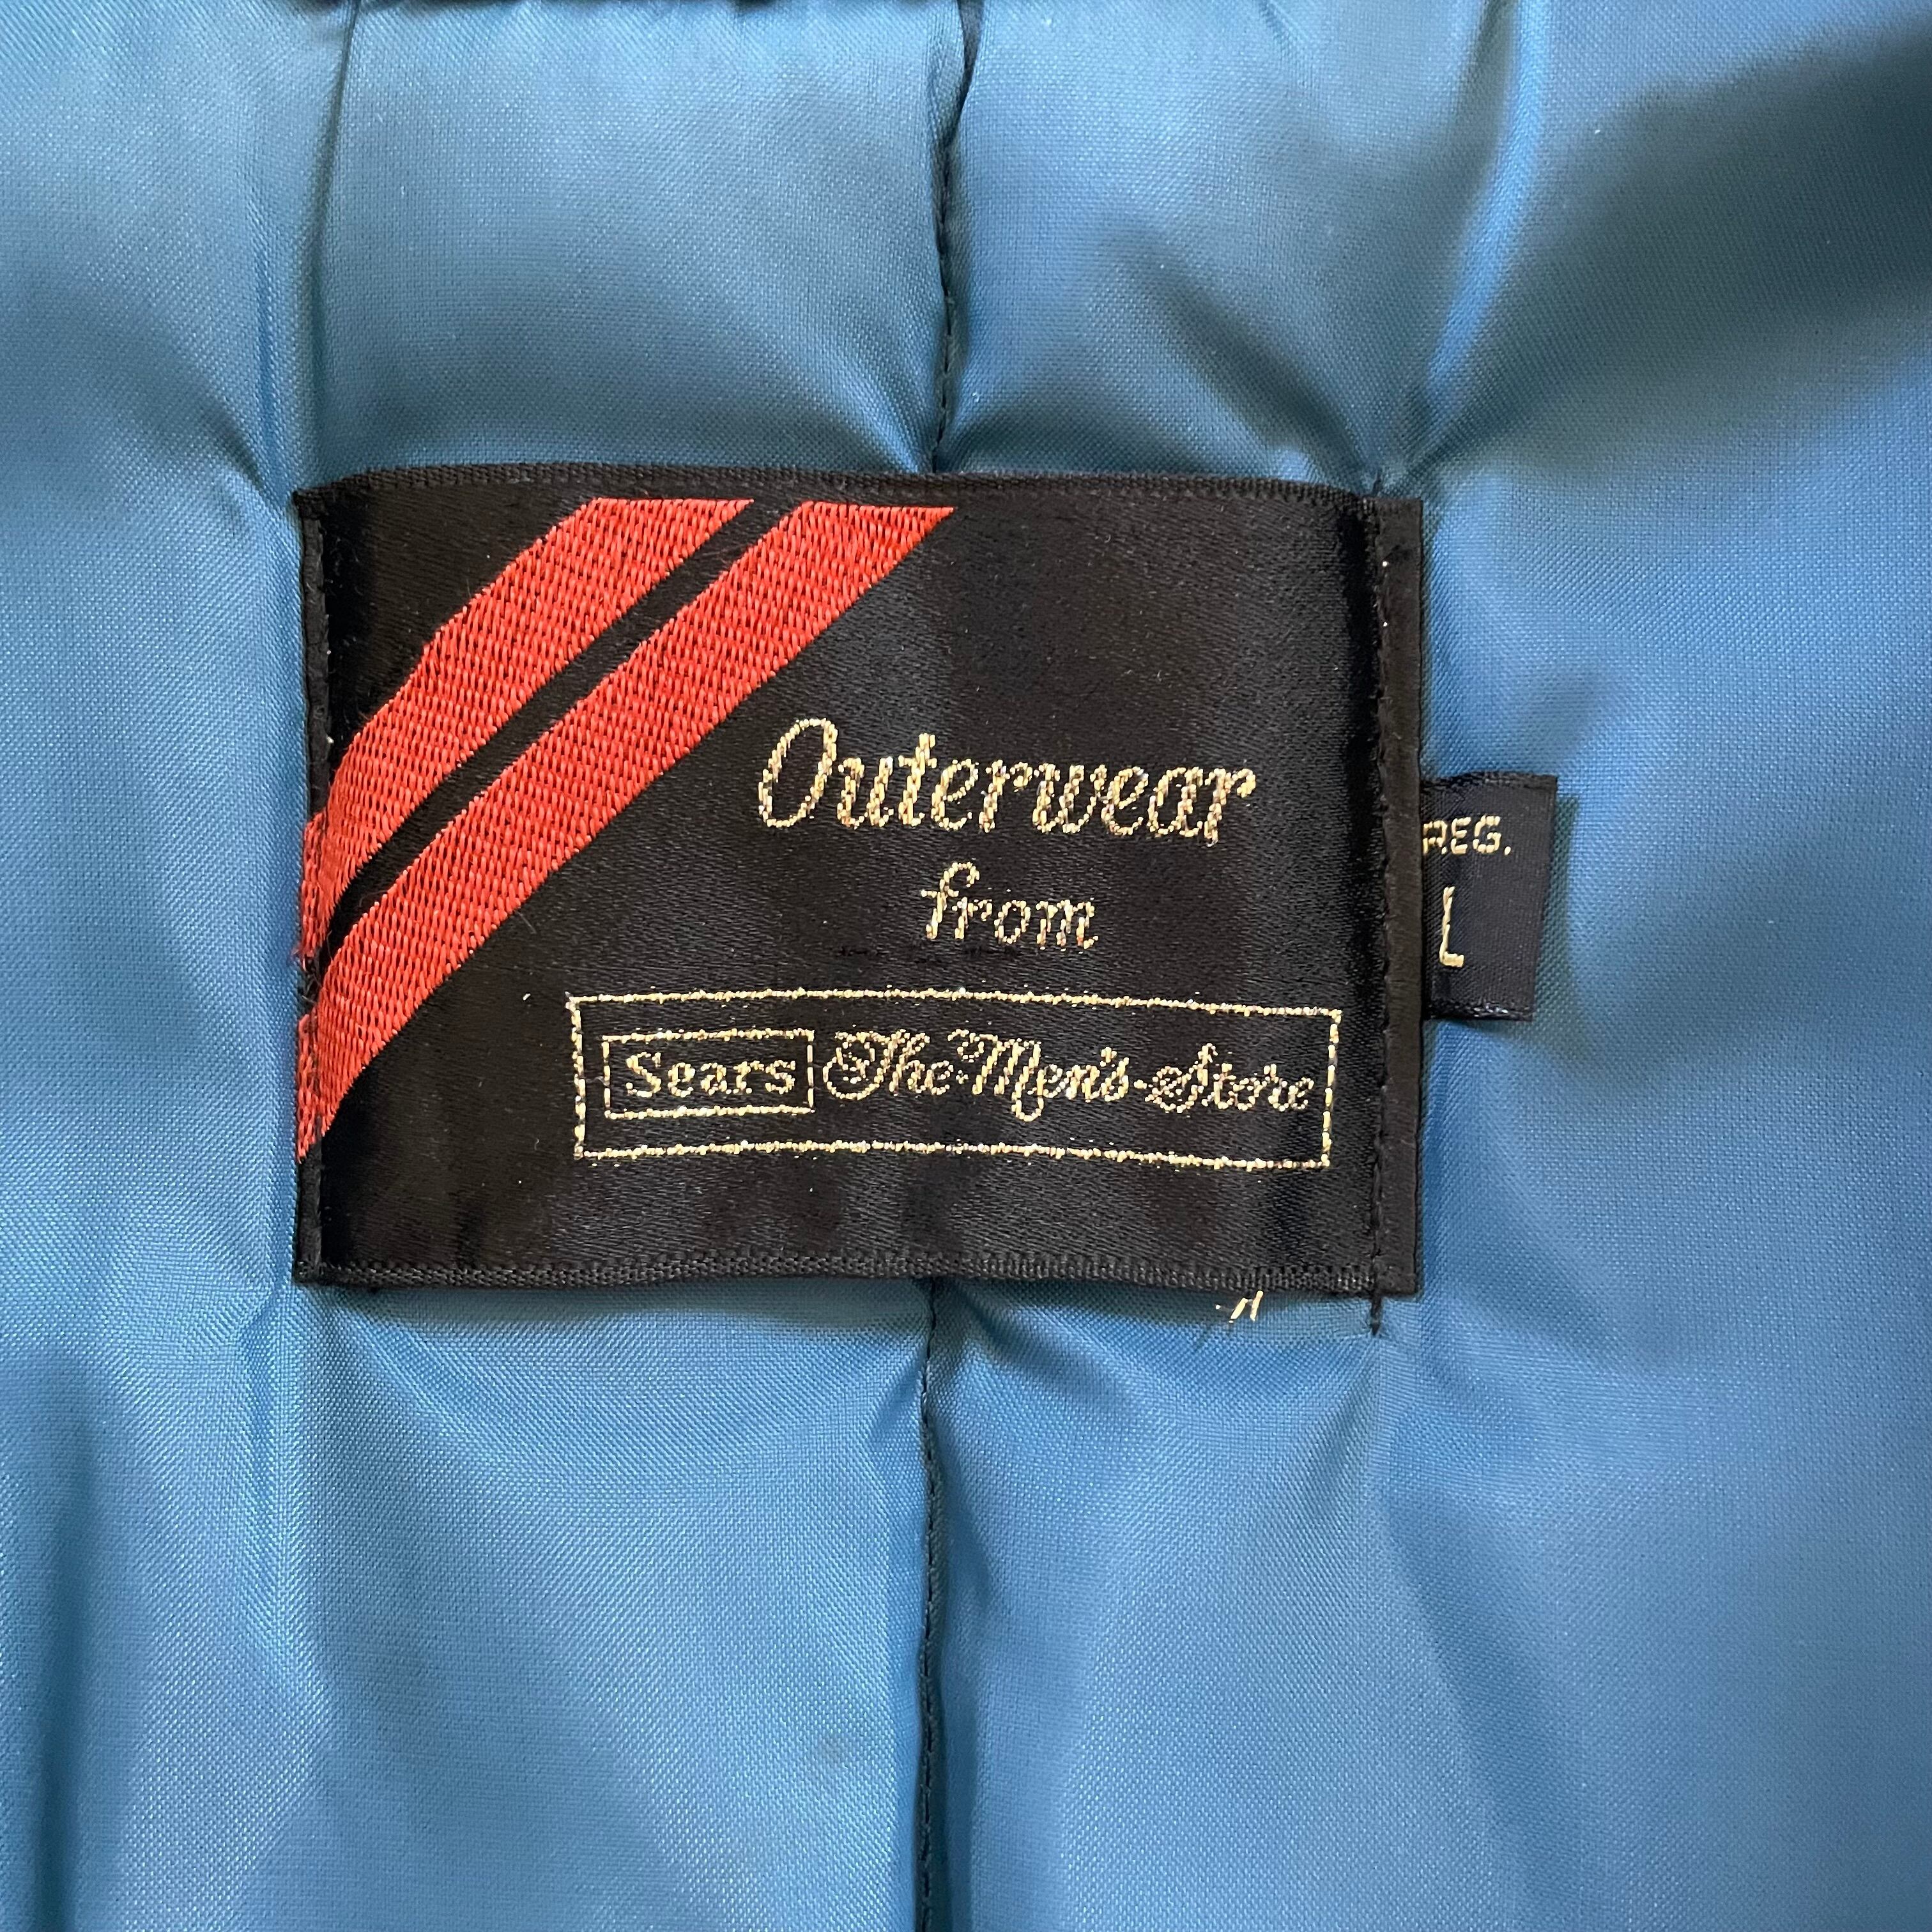 Outerwear
from
Sears The Men's Store
REG.
L